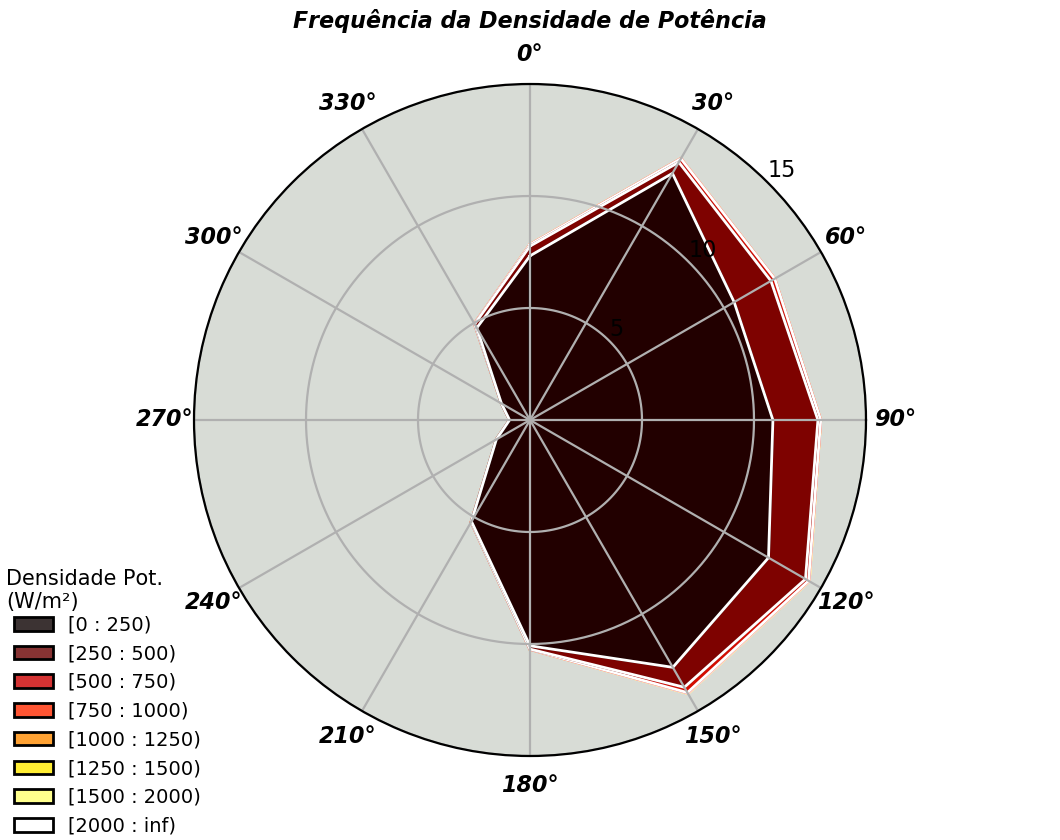 Frequência da Densidade de Potência
0°
330°
30°
15
300°
60°
10
5
270°
90°
240°
120°
210°
150°
180°
Densidade Pot.
(W/m²)
[0 : 250)
[250 : 500)
[500 : 750)
[750 : 1000)
[1000 : 1250)
[1250 : 1500)
[1500 : 2000)
[2000 : inf)